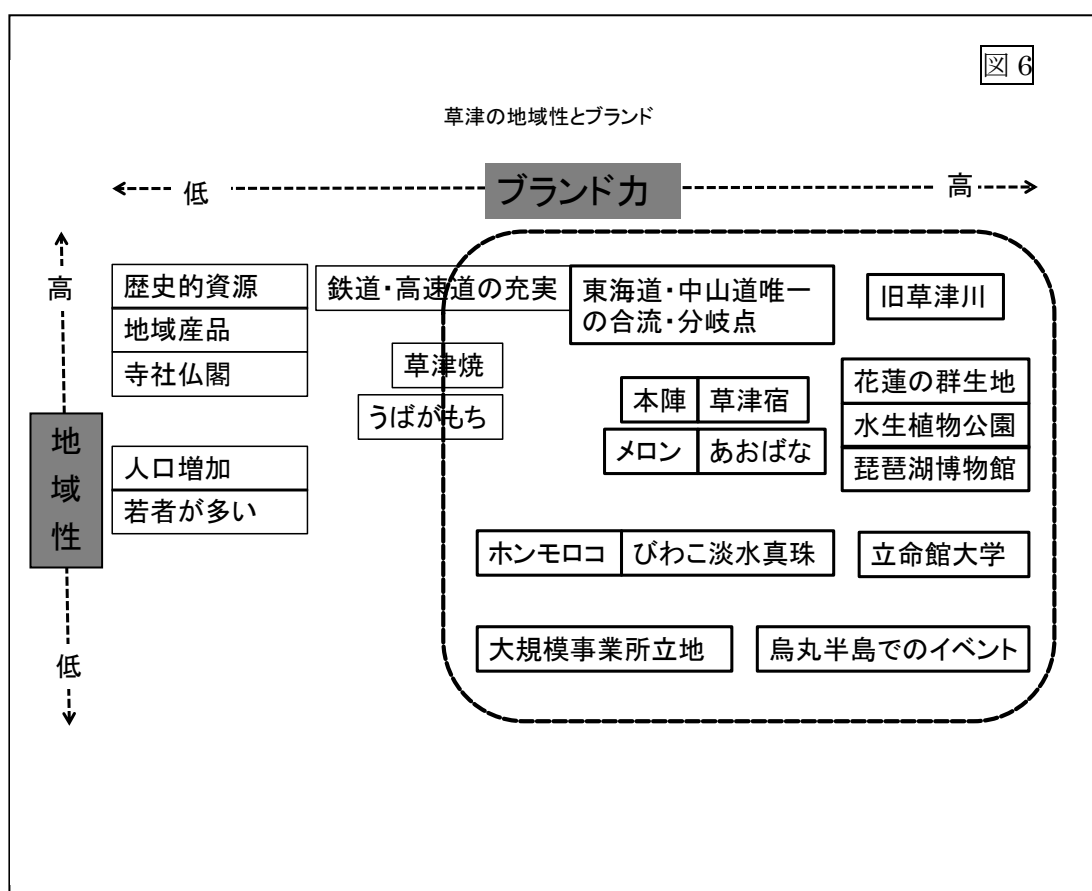 図 6
草津の地域性とブランド
低
ブランド力
高
高
地域性
低
歴史的資源
地域産品
寺社仏閣
人口増加
若者が多い
鉄道・高速道の充実
草津焼
うばがもち
東海道・中山道唯一
の合流・分岐点
旧草津川
本陣
草津宿
メロン
あおばな
花蓮の群生地
水生植物公園
琵琶湖博物館
ホンモロコ
びわこ淡水真珠
立命館大学
大規模事業所立地
烏丸半島でのイベント